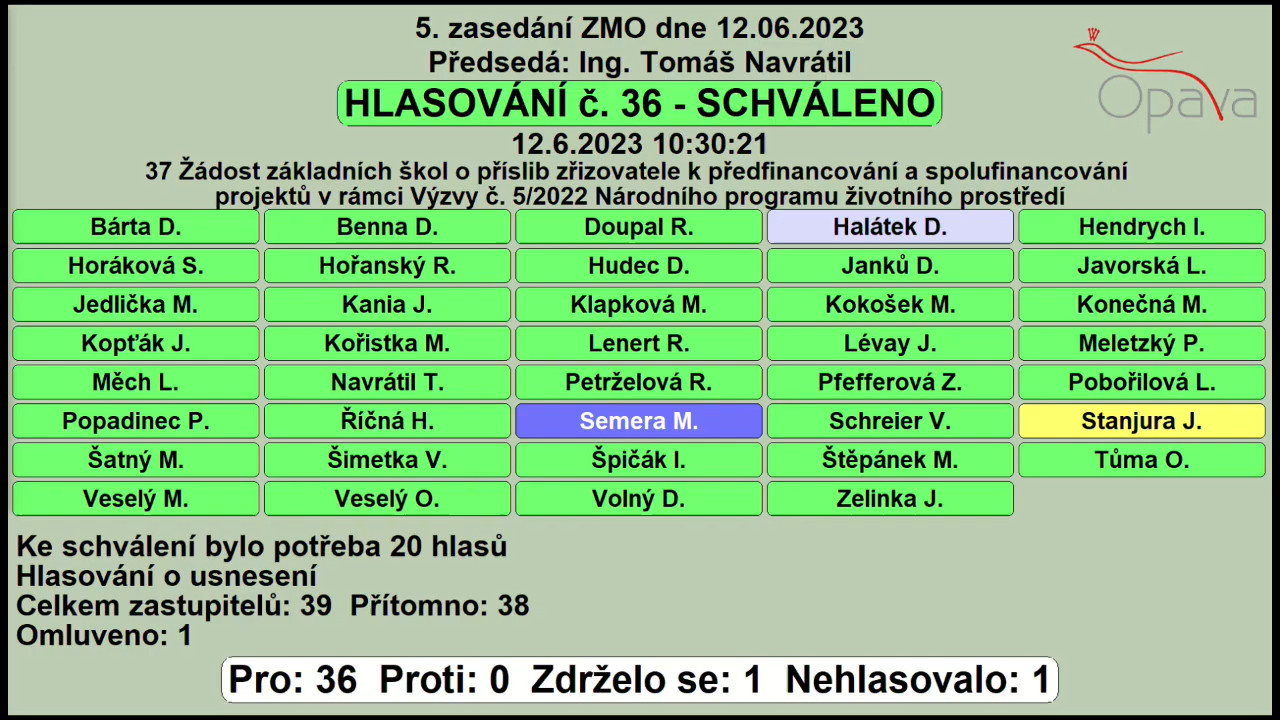 5. zasedání ZMO dne 12.06.2023
Předsedá: Ing. Tomáš Navrátil
Opava
HLASOVÁNÍ č. 36 - SCHVÁLENO
12.6.2023 10:30:21
37 Žádost základních škol o příslib zřizovatele k předfinancování a spolufinancování
projektů v rámci Výzvy č. 5/2022 Národního programu životního prostředí
Bárta D. Benna D. Doupal R. Halátek D. Hendrych I.
Horáková S. Hořanský R. Hudec D. Janků D. Javorská L.
Jedlička M. Kania J. Klapková M. Kokošek M. Konečná M.
Kopťák J. Kořistka M. Lenert R. Lévay J. Meletzký P.
Měch L. Navrátil T. Petrželová R. Pfefferová Z. Pobořilová L.
Popadinec P. Říčná H. Semera M. Schreier V. Stanjura J.
Šatný M. Šimetka V. Špičák I. Štěpánek M. Tůma O.
Veselý M. Veselý O. Volný D. Zelinka J.
Ke schválení bylo potřeba 20 hlasů
Hlasování o usnesení
Celkem zastupitelů: 39 Přítomno: 38
Omluveno: 1
Pro: 36 Proti: 0 Zdrželo se: 1 Nehlasovalo: 1